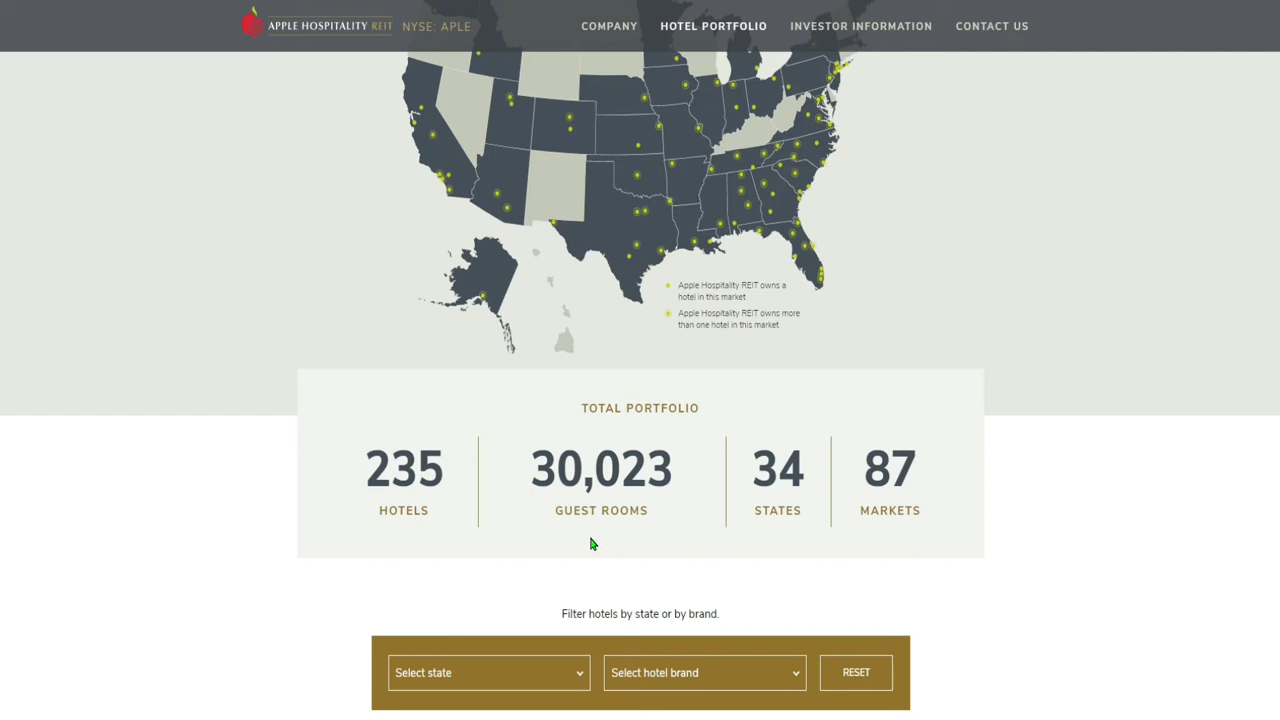 APPLE HOSPITALITY REIT NYSE: APLE COMPANY HOTEL PORTFOLIO INVESTOR INFORMATION CONTACT US
Apple Hospitality REIT owns a
hotel in this market
Apple Hospitality REIT owns more
than one hotel in this market
TOTAL PORTFOLIO
235 30,023 34 87
HOTELS GUEST ROOMS STATES MARKETS
Filter hotels by state or by brand.
Select state Select hotel brand RESET